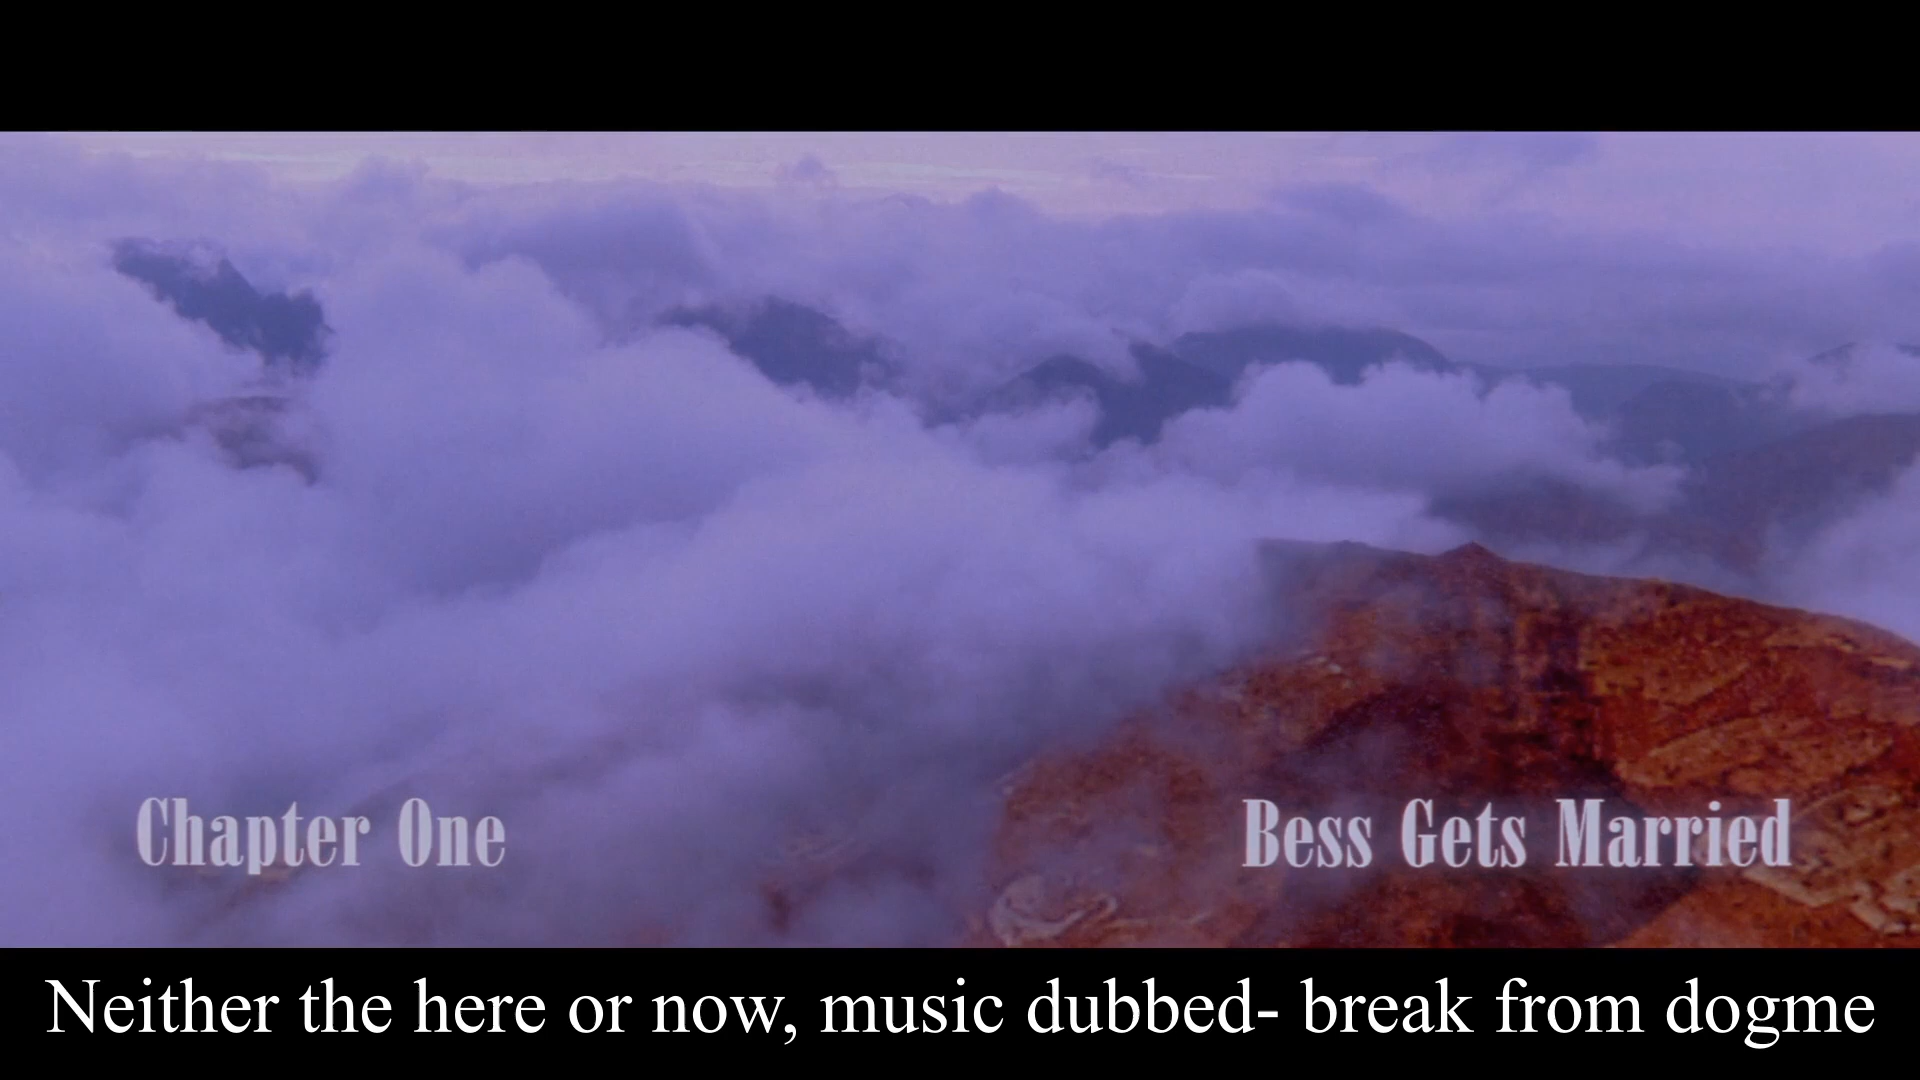 Chapter One
Bess Gets Married
Neither the here or now, music dubbed- break from dogme